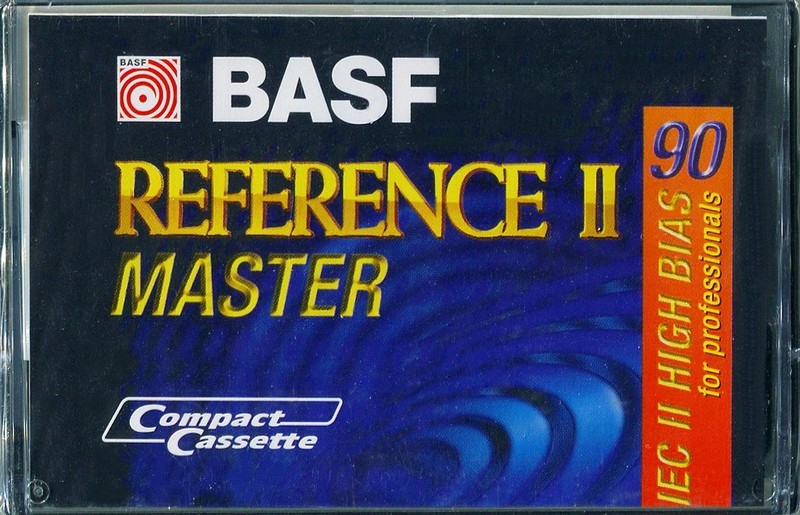 BASF
BASF
REFERENCE II
MASTER
Compact
Cassette
90
IEC II HIGH BIAS
for professionals